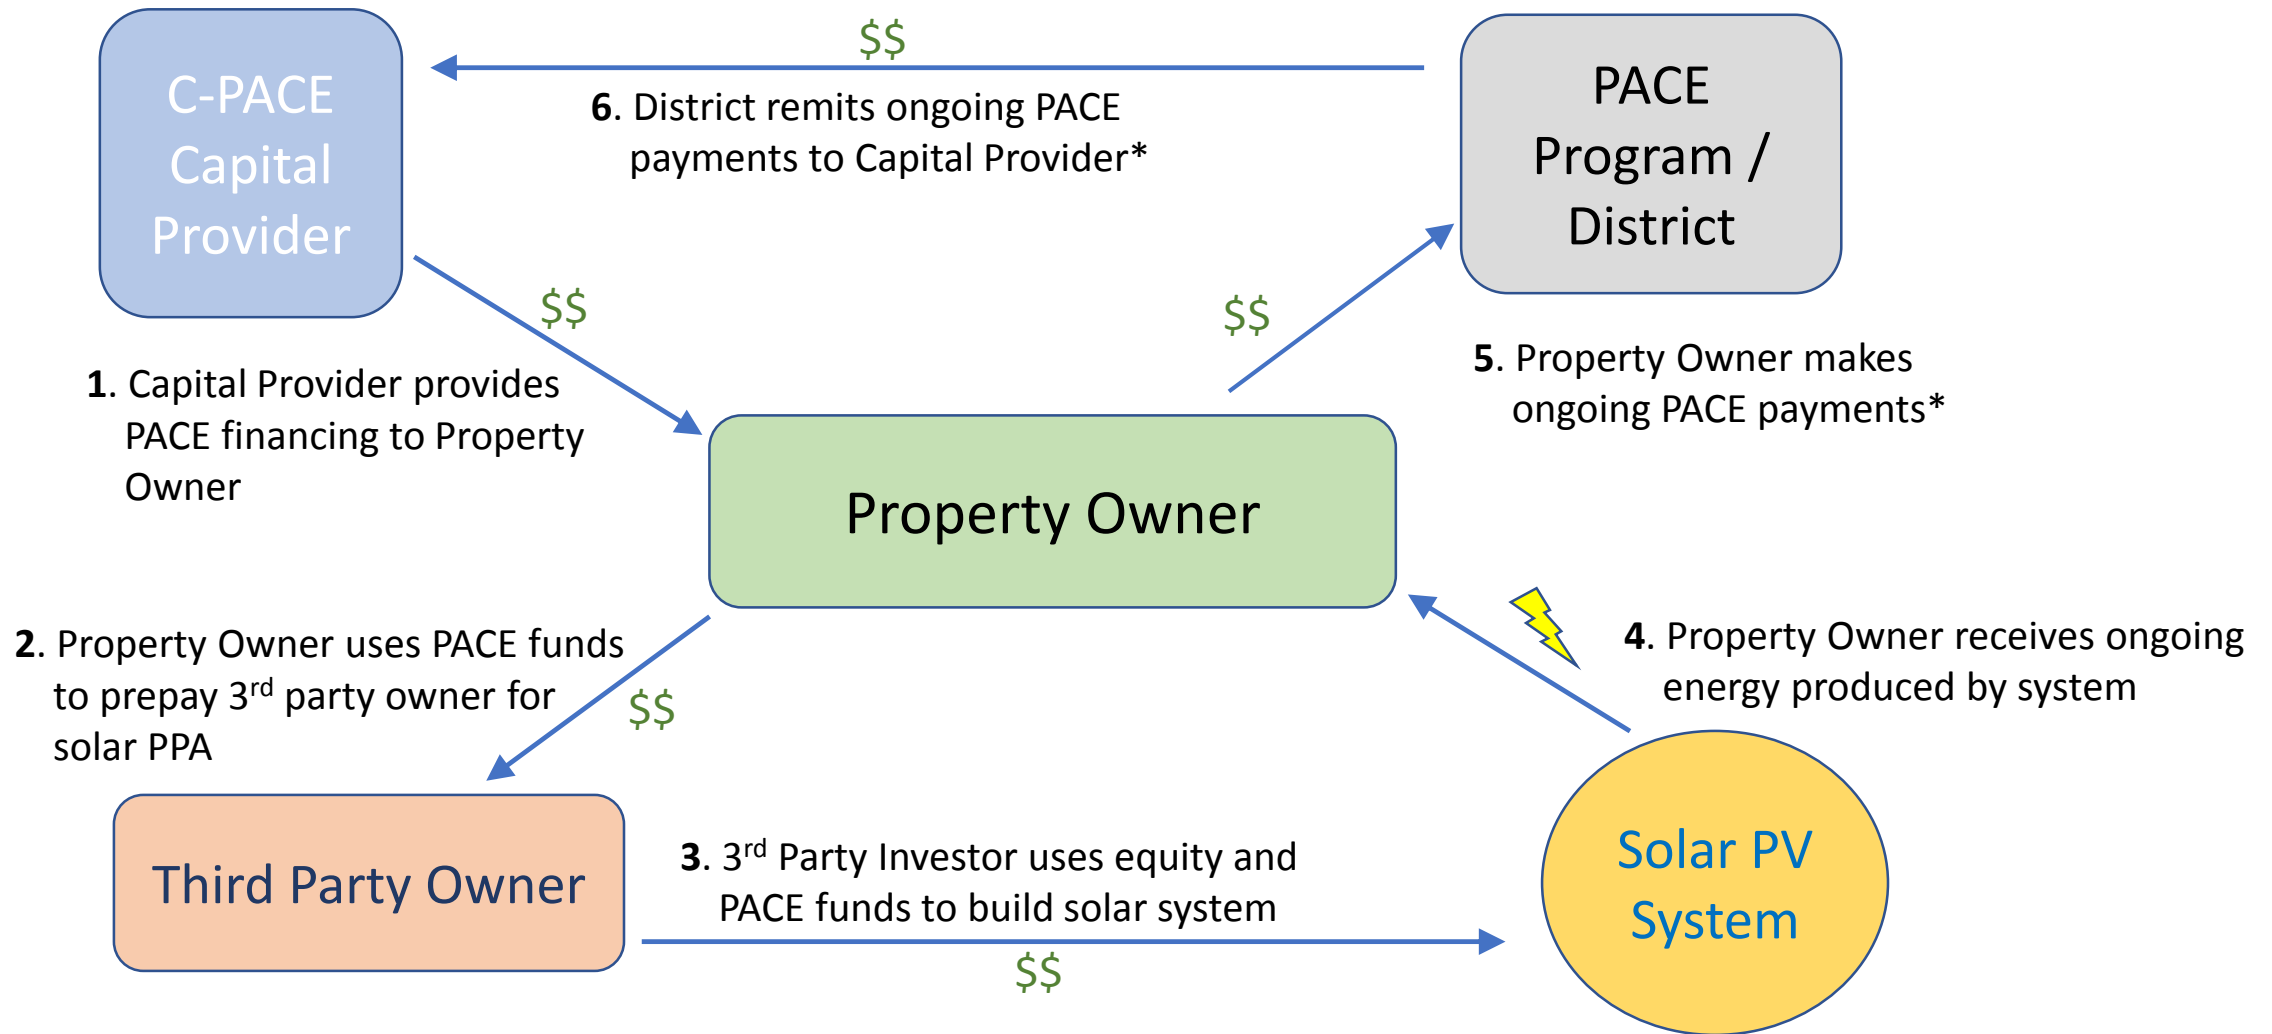 C-PACE
Capital
Provider
$$
6. District remits ongoing PACE
payments to Capital Provider*
PACE
Program /
District
$$
1. Capital Provider provides
PACE financing to Property
Owner
$$
5. Property Owner makes
ongoing PACE payments*
Property Owner
2. Property Owner uses PACE funds
to prepay 3rd party owner for
solar PPA
$$
4. Property Owner receives ongoing
energy produced by system
Third Party Owner
3. 3rd Party Investor uses equity and
PACE funds to build solar system
$$
Solar PV
System